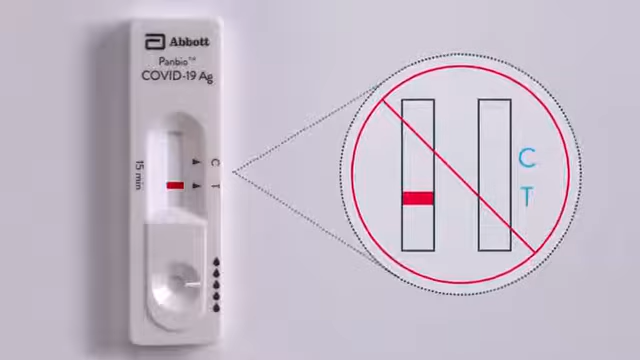 Abbott
Panbio™
COVID-19 Ag
C
T
15 min
C
T